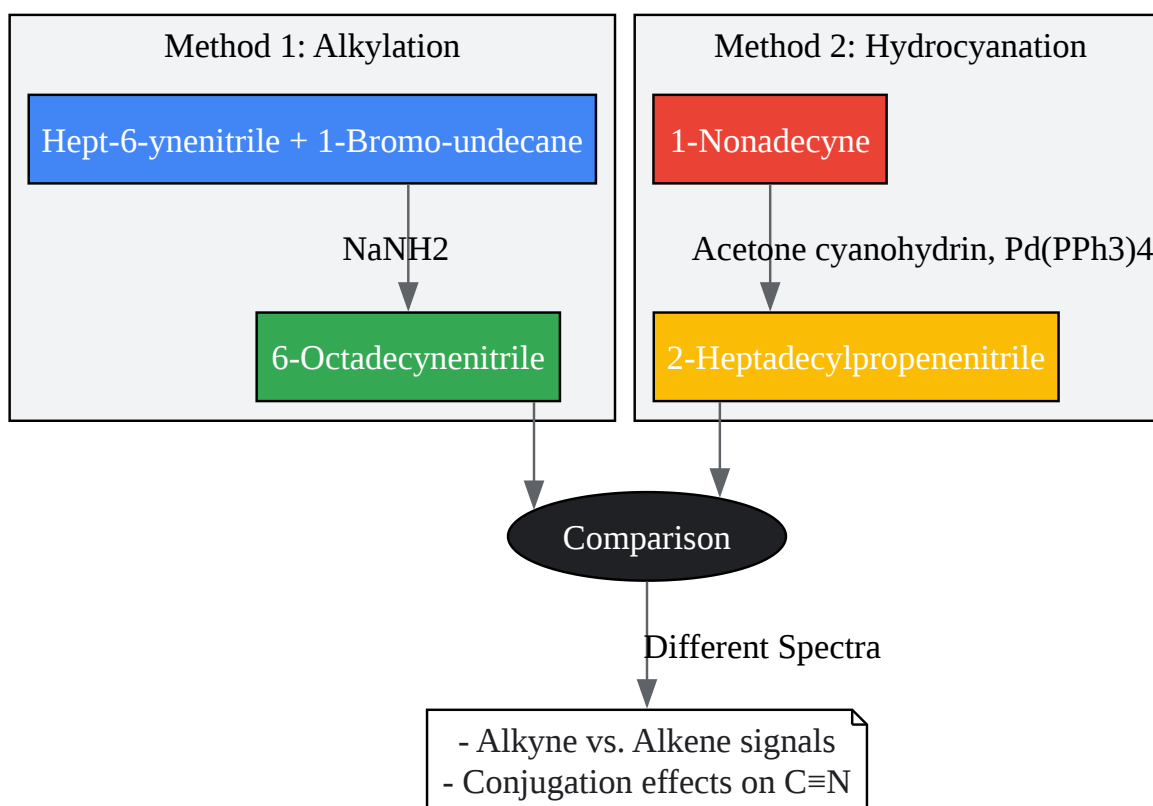 Method 1: Alkylation
Hept-6-ynenitrile + 1-Bromo-undecane
NaNH2
6-Octadecynenitrile
Method 2: Hydrocyanation
1-Nonadecyne
Acetone cyanohydrin, Pd(PPh3)4
2-Heptadecylpropenenitrile
Comparison
Different Spectra
- Alkyne vs. Alkene signals
- Conjugation effects on C≡N